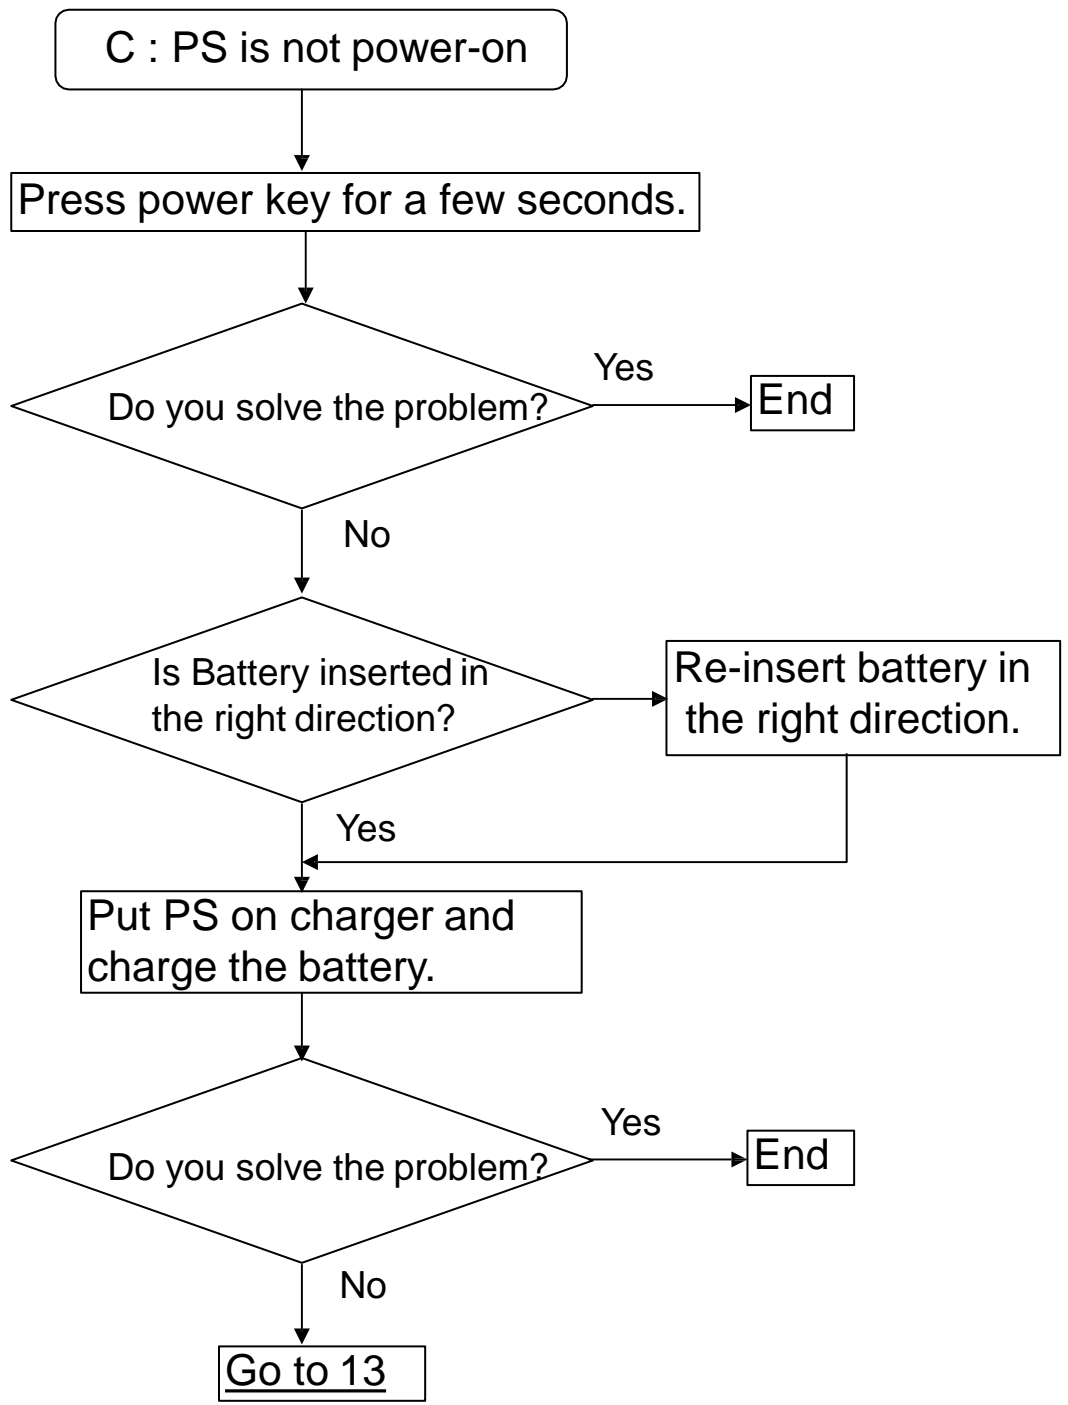 C : PS is not power-on
Press power key for a few seconds.
Do you solve the problem?
Yes
End
No
Is Battery inserted in
the right direction?
Re-insert battery in
the right direction.
Yes
Put PS on charger and
charge the battery.
Do you solve the problem?
Yes
End
No
Go to 13